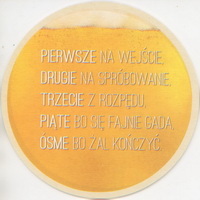 PIERWSZE NA WEJŚCIE,
DRUGIE NA SPRÓBOWANIE,
TRZECIE Z ROZPĘDU,
PIĄTE BO SIĘ FAJNIE GADA,
ÓSME BO ŻAL KOŃCZYĆ